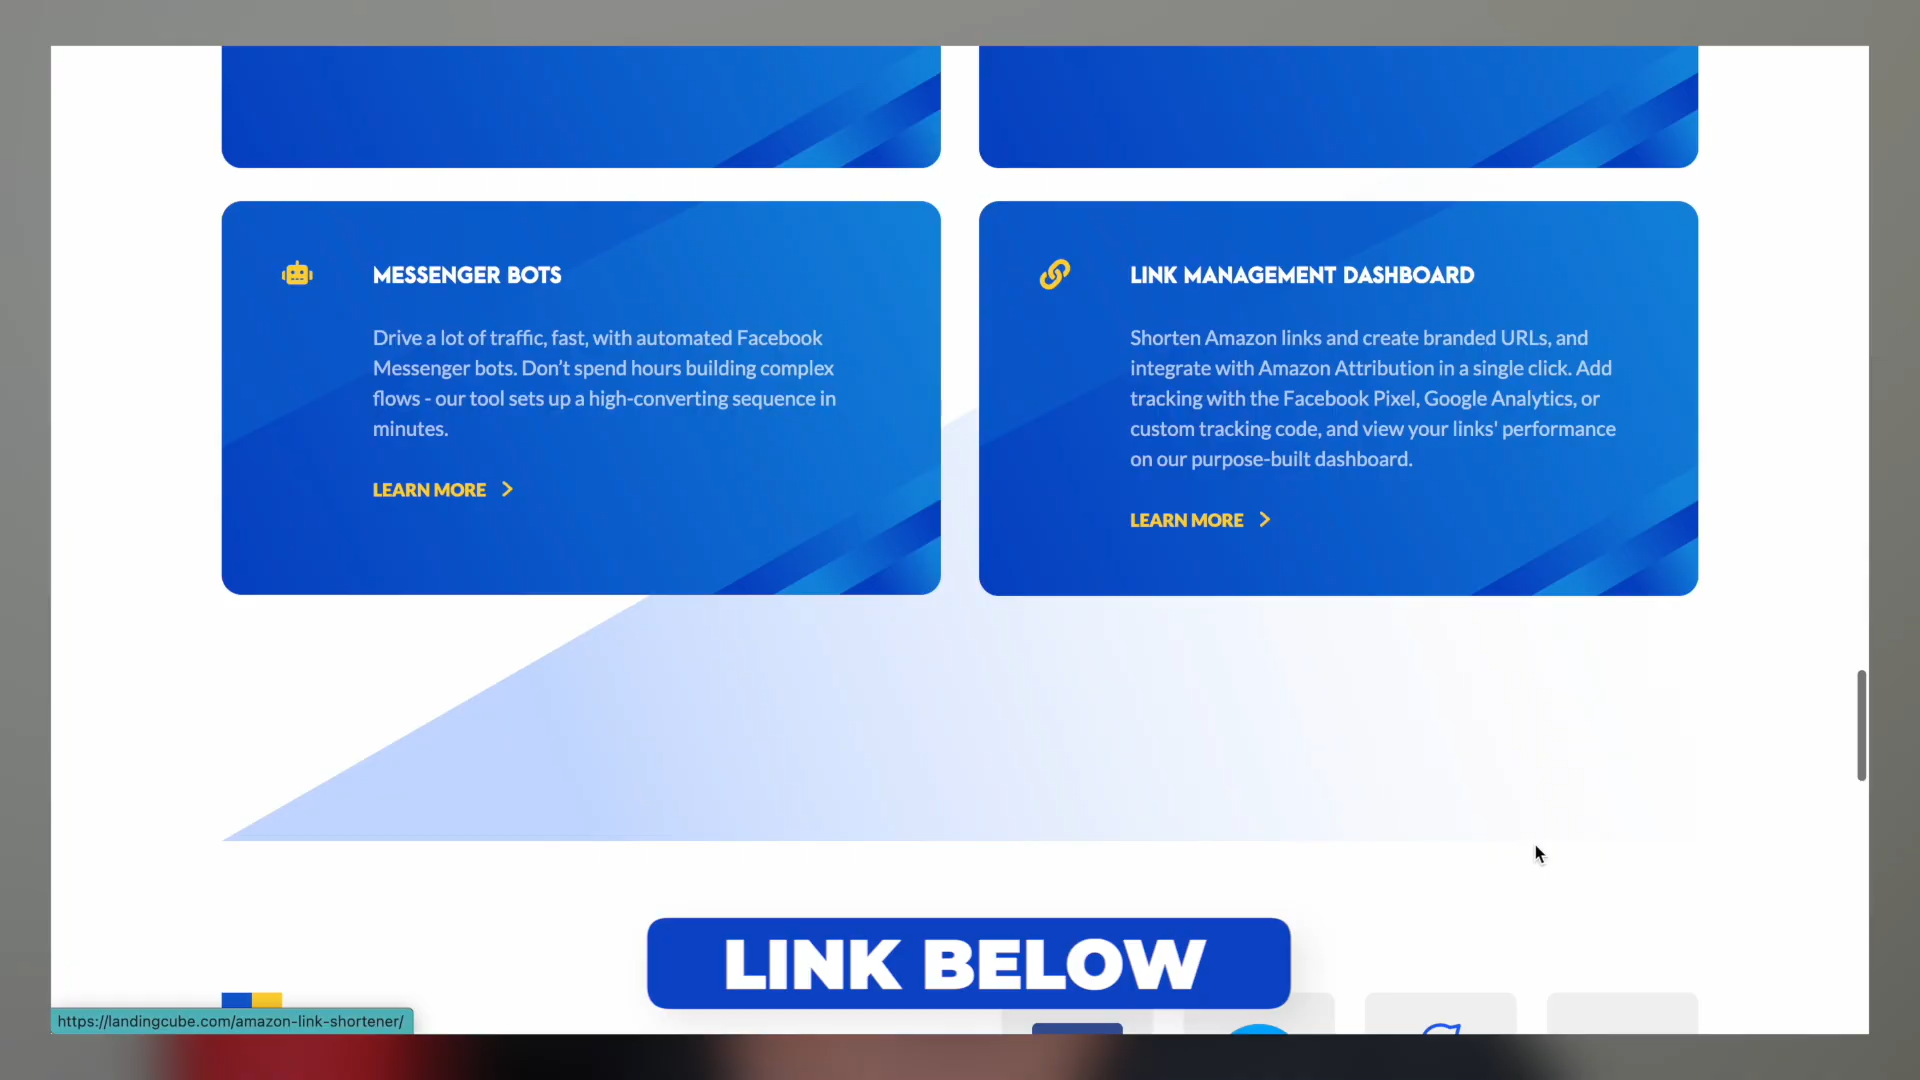 MESSENGER BOTS
Drive a lot of traffic, fast, with automated Facebook
Messenger bots. Don't spend hours building complex
flows - our tool sets up a high-converting sequence in
minutes.
LEARN MORE
LINK MANAGEMENT DASHBOARD
Shorten Amazon links and create branded URLs, and
integrate with Amazon Attribution in a single click. Add
tracking with the Facebook Pixel, Google Analytics, or
custom tracking code, and view your links' performance
on our purpose-built dashboard.
LEARN MORE
LINK BELOW
https://landingcube.com/amazon-link-shortener/